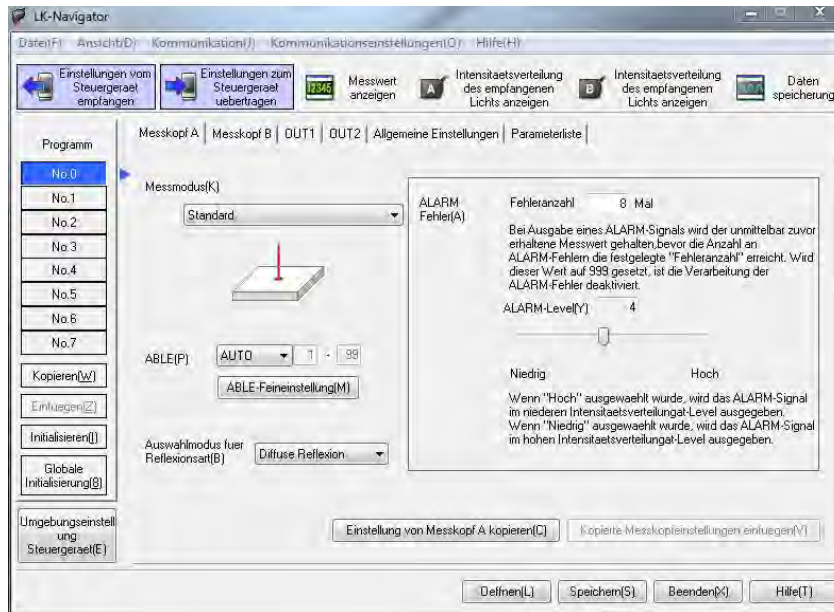 LK-Navigator
Datei(F) Ansicht(D) Kommunikation(J) Kommunikationseinstellungen(O) Hilfe(H)
Einstellungen vom
Steuergeraet
empfangen
Einstellungen zum
Steuergeraet
uebertragen
12345
Messwert
anzeigen
A
Intensitaetsverteilung
des empfangenen
Lichts anzeigen
B
Intensitaetsverteilung
des empfangenen
Lichts anzeigen
Daten
speicherung
Programm
No.0
No.1
No.2
No.3
No.4
No.5
No.6
No.7
Kopieren(W)
Einfuegen(Z)
Initialisieren(I)
Globale
Initialisierung(8)
Umgebungseinstell
ung
Steuergeraet(E)
Messkopf A
Messkopf B
OUT1
OUT2
Allgemeine Einstellungen
Parameterliste
Messmodus(K)
Standard
ABLE(P)
AUTO
1 - 99
ABLE-Feineinstellung(M)
Auswahlmodus fuer
Reflexionsart(B)
Diffuse Reflexion
ALARM
Fehler(A)
Fehleranzahl 8 Mal
Bei Ausgabe eines ALARM-Signals wird der unmittelbar zuvor
erhaltene Messwert gehalten,bevor die Anzahl an
ALARM-Fehlern die festgelegte "Fehleranzahl" erreicht. Wird
dieser Wert auf 999 gesetzt, ist die Verarbeitung der
ALARM-Fehler deaktiviert.
ALARM-Level(Y) 4
Niedrig Hoch
Wenn "Hoch" ausgewaehlt wurde, wird das ALARM-Signal
im niederen Intensitaetsverteilungat-Level ausgegeben.
Wenn "Niedrig" ausgewaehlt wurde, wird das ALARM-Signal
im hohen Intensitaetsverteilungat-Level ausgegeben.
Einstellung von Messkopf A kopieren(C)
Kopierte Messkopfeinstellungen einfuegen(V)
Oeffnen(L)
Speichern(S)
Beenden(X)
Hilfe(T)